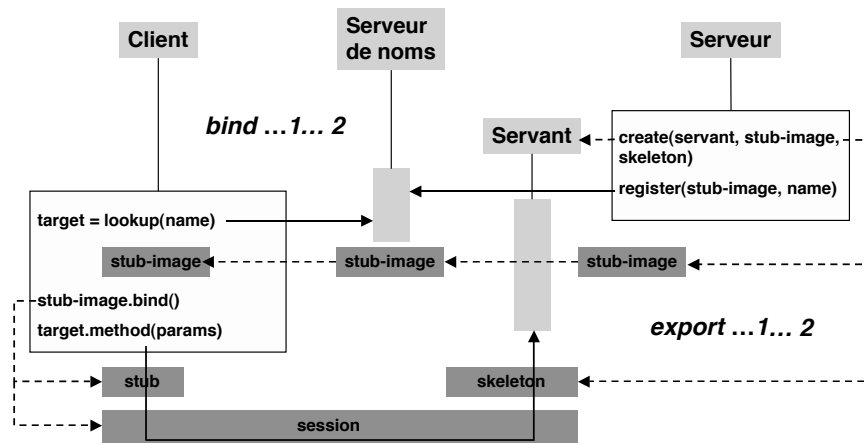 Client
Serveur
de noms
Serveur
bind ...1... 2
Servant
create(servant, stub-image,
skeleton)
register(stub-image, name)
target = lookup(name)
stub-image
stub-image
stub-image
stub-image.bind()
target.method(params)
export ...1... 2
stub
skeleton
session